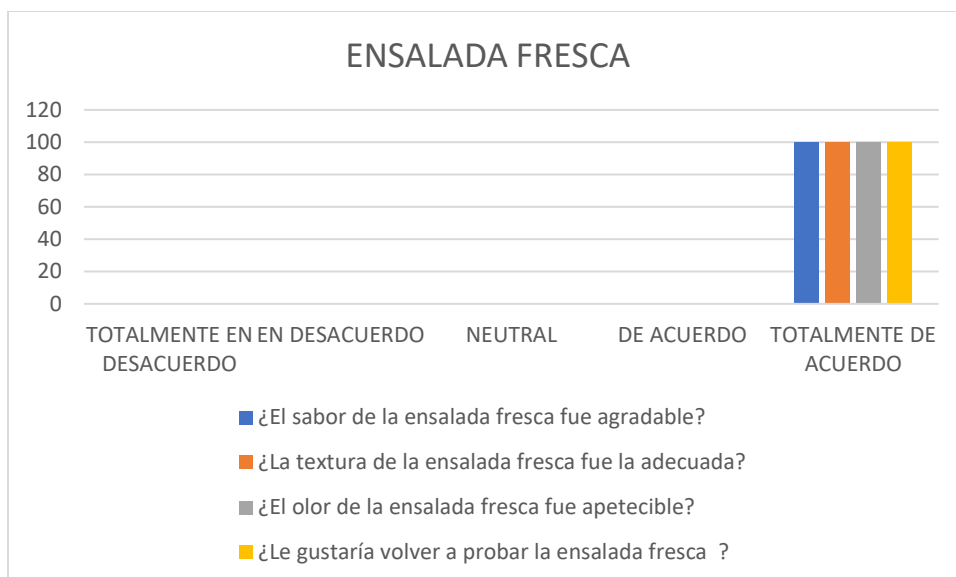 ENSALADA FRESCA
120
100
80
60
40
20
0
TOTALMENTE EN DESACUERDO
EN DESACUERDO
NEUTRAL
DE ACUERDO
TOTALMENTE DE ACUERDO
¿El sabor de la ensalada fresca fue agradable?
¿La textura de la ensalada fresca fue la adecuada?
¿El olor de la ensalada fresca fue apetecible?
¿Le gustaría volver a probar la ensalada fresca  ?